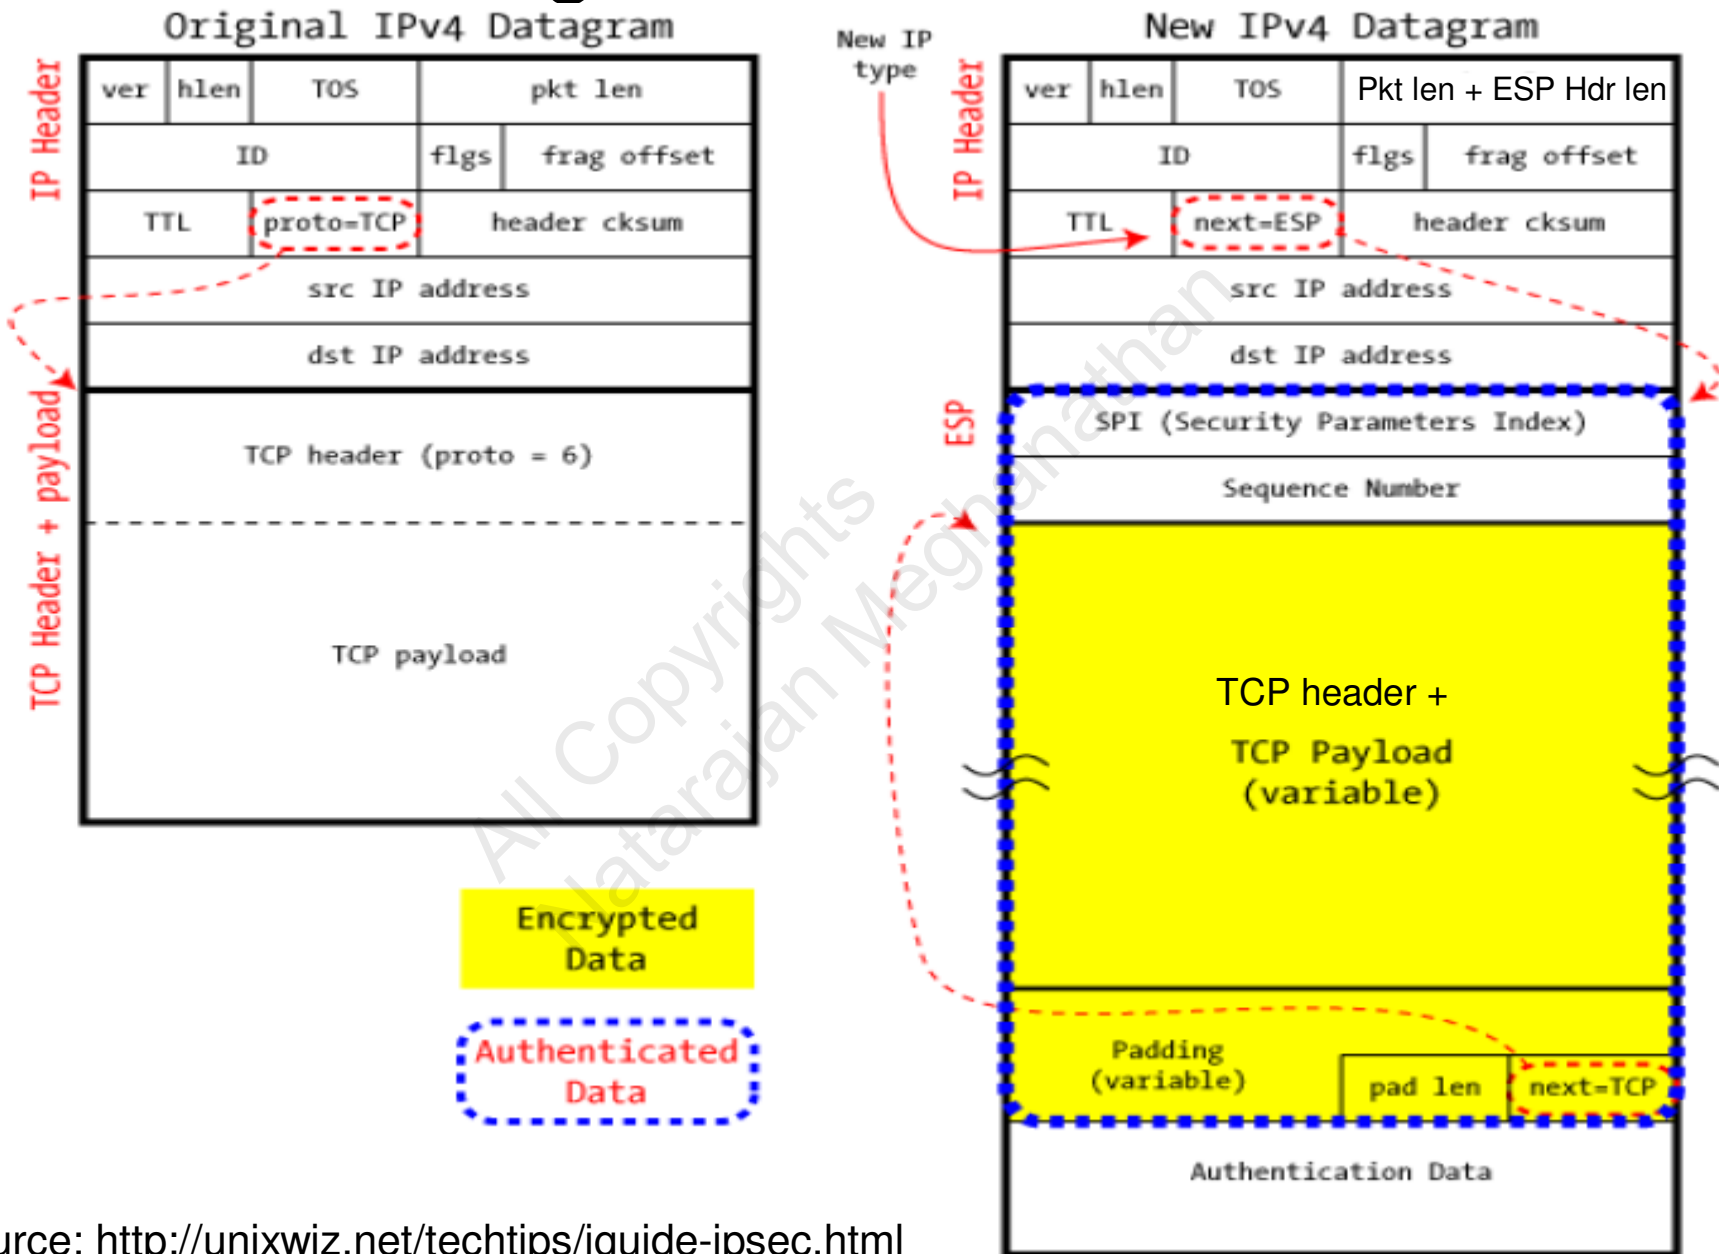 Original IPv4 Datagram
IP Header
ver hlen TOS pkt len
ID flgs frag offset
TTL proto=TCP header cksum
src IP address
dst IP address
TCP Header + payload
TCP header (proto = 6)
TCP payload
Encrypted
Data
Authenticated
Data
New IP
type
New IPv4 Datagram
IP Header
ver hlen TOS Pkt len + ESP Hdr len
ID flgs frag offset
TTL next=ESP header cksum
src IP address
dst IP address
ESP
SPI (Security Parameters Index)
Sequence Number
TCP header +
TCP Payload
(variable)
Padding
(variable)
pad len next=TCP
Authentication Data
All Copyrights
Natarajan Meghanathan
urce: http://unixwiz.net/techtips/iguide-ipsec.html